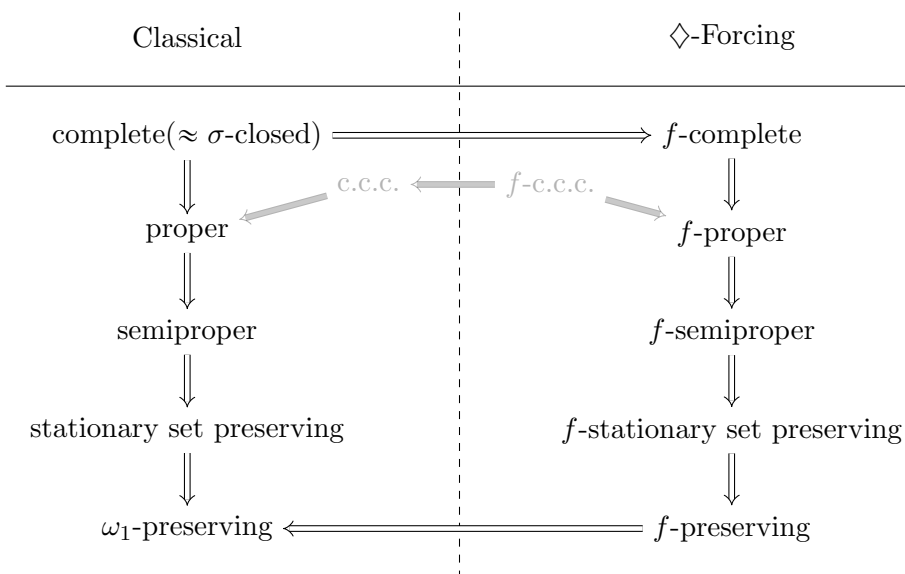 Classical ♢-Forcing
complete(≈ σ-closed) f-complete
c.c.c. f-c.c.c.
proper f-proper
semiproper f-semiproper
stationary set preserving f-stationary set preserving
ω₁-preserving f-preserving